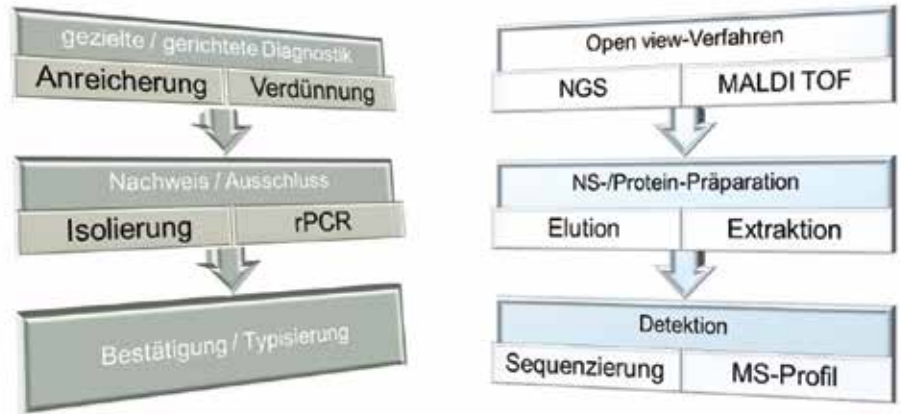 gezielte / gerichtete Diagnostik
Anreicherung Verdünnung
Nachweis / Ausschluss
Isolierung rPCR
Bestätigung / Typisierung
Open view-Verfahren
NGS MALDI TOF
NS-/Protein-Präparation
Elution Extraktion
Detektion
Sequenzierung MS-Profil